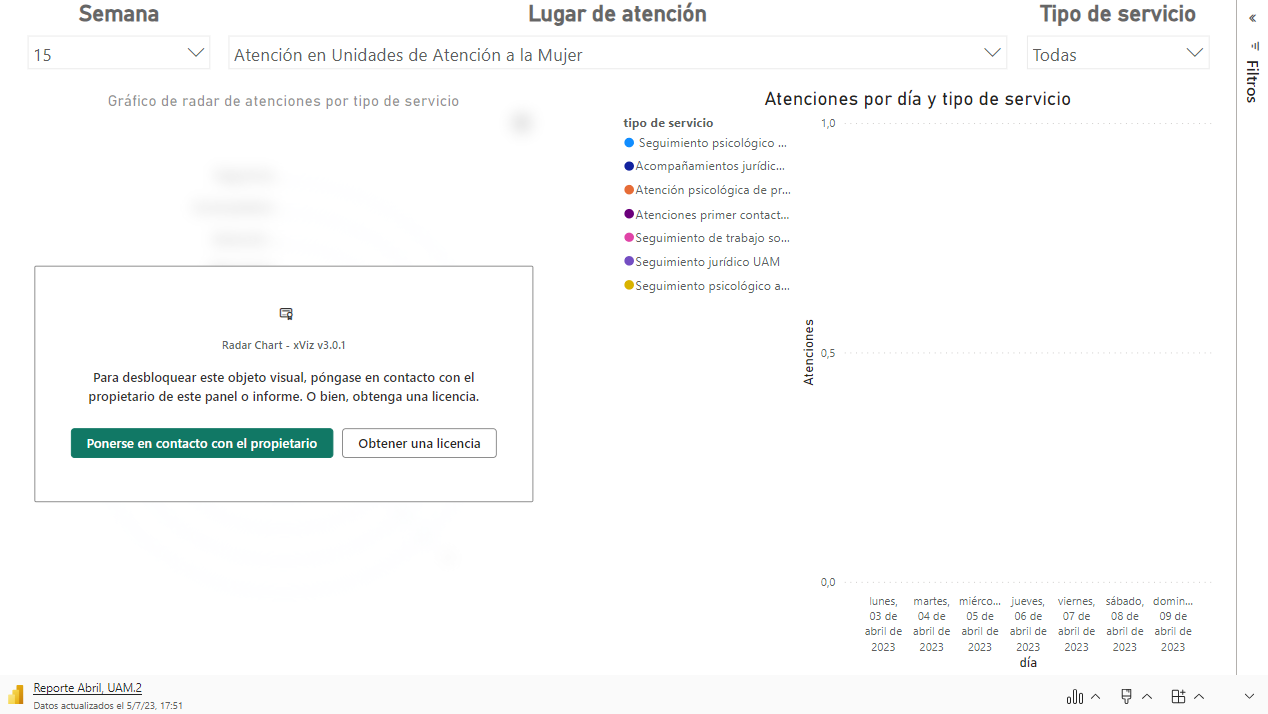 Semana
Lugar de atención
Tipo de servicio
15
Atención en Unidades de Atención a la Mujer
Todas
Filtros
Gráfico de radar de atenciones por tipo de servicio
Atenciones por día y tipo de servicio
tipo de servicio
Seguimiento psicológico ...
Acompañamientos jurídic...
Atención psicológica de pr...
Atenciones primer contact...
Seguimiento de trabajo so...
Seguimiento jurídico UAM
Seguimiento psicológico a...
Radar Chart - xViz v3.0.1
Para desbloquear este objeto visual, póngase en contacto con el
propietario de este panel o informe. O bien, obtenga una licencia.
Ponerse en contacto con el propietario
Obtener una licencia
Atenciones
1,0
0,5
0,0
lunes,
03 de
abril de
2023
martes,
04 de
abril de
2023
miérco...
05 de
abril de
2023
jueves,
06 de
abril de
2023
viernes,
07 de
abril de
2023
sábado,
08 de
abril de
2023
domin...
09 de
abril de
2023
día
Reporte Abril, UAM.2
Datos actualizados el 5/7/23, 17:51